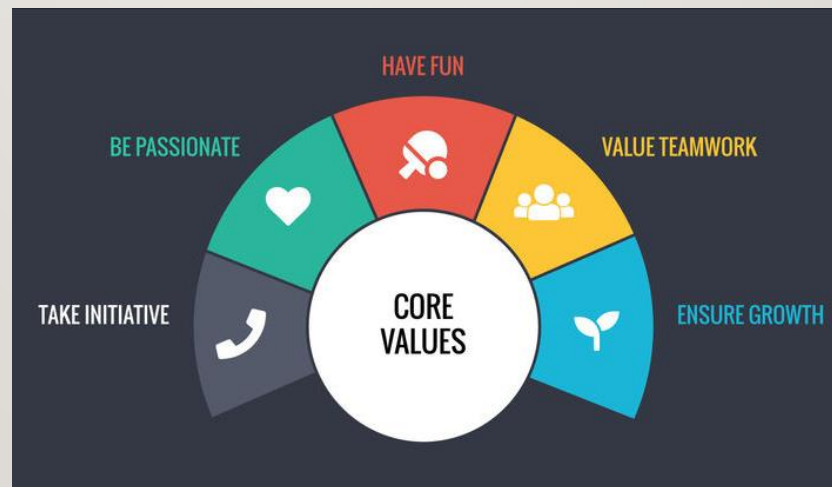 HAVE FUN
BE PASSIONATE
VALUE TEAMWORK
TAKE INITIATIVE
CORE
VALUES
ENSURE GROWTH